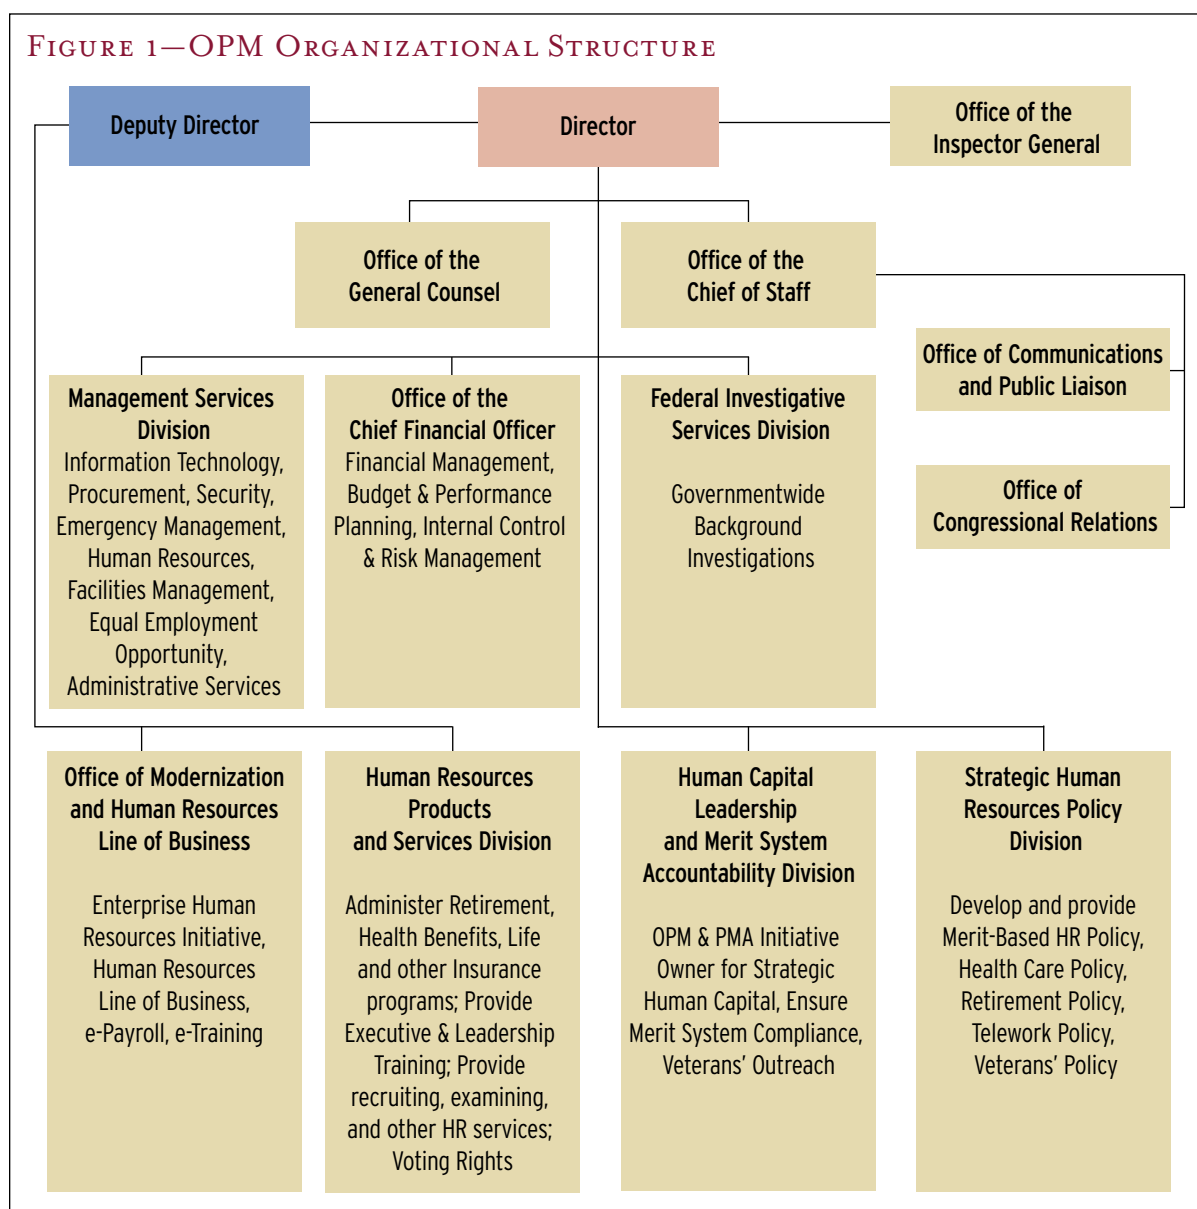 FIGURE 1—OPM ORGANIZATIONAL STRUCTURE
Deputy Director
Director
Office of the
Inspector General
Office of the
General Counsel
Office of the
Chief of Staff
Office of Communications
and Public Liaison
Office of
Congressional Relations
Management Services
Division
Information Technology,
Procurement, Security,
Emergency Management,
Human Resources,
Facilities Management,
Equal Employment
Opportunity,
Administrative Services
Office of the
Chief Financial Officer
Financial Management,
Budget & Performance
Planning, Internal Control
& Risk Management
Federal Investigative
Services Division
Governmentwide
Background
Investigations
Office of Modernization
and Human Resources
Line of Business
Enterprise Human
Resources Initiative,
Human Resources
Line of Business,
e-Payroll, e-Training
Human Resources
Products
and Services Division
Administer Retirement,
Health Benefits, Life
and other Insurance
programs; Provide
Executive & Leadership
Training; Provide
recruiting, examining,
and other HR services;
Voting Rights
Human Capital
Leadership
and Merit System
Accountability Division
OPM & PMA Initiative
Owner for Strategic
Human Capital, Ensure
Merit System Compliance,
Veterans’ Outreach
Strategic Human
Resources Policy
Division
Develop and provide
Merit-Based HR Policy,
Health Care Policy,
Retirement Policy,
Telework Policy,
Veterans’ Policy